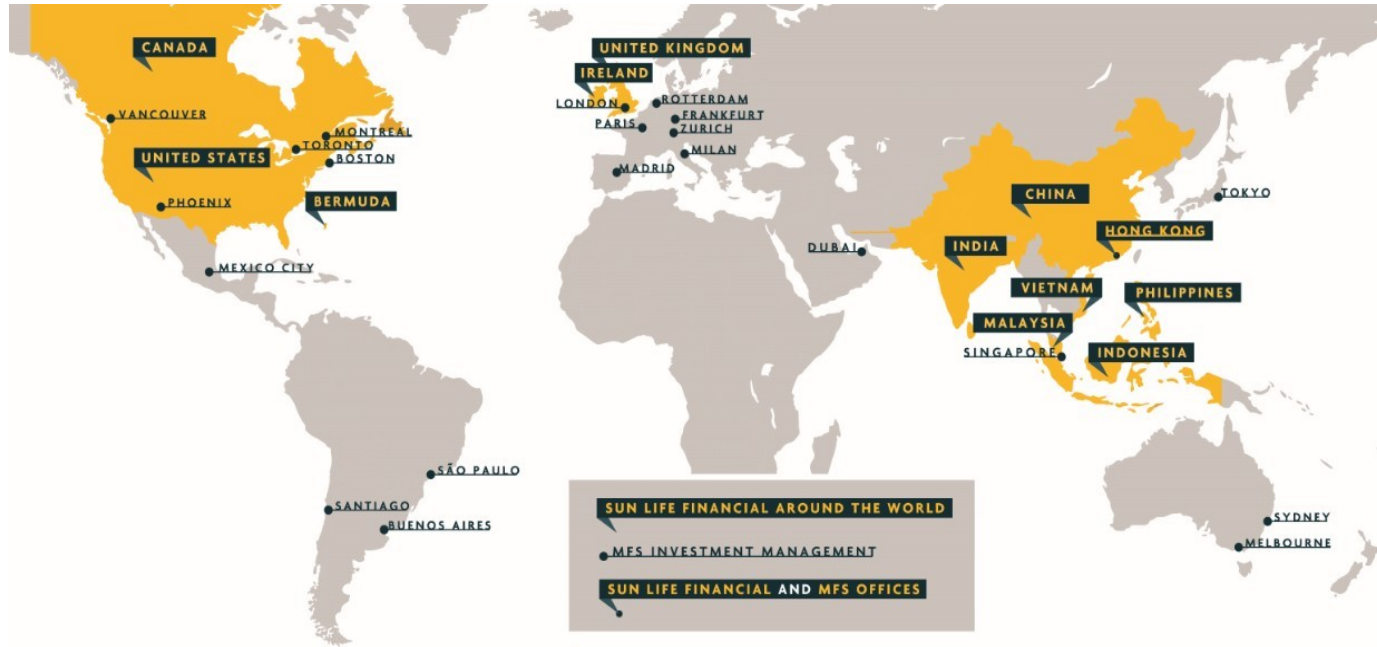 CANADA
UNITED KINGDOM
IRELAND
LONDON
ROTTERDAM
FRANKFURT
PARIS
ZURICH
MILAN
MADRID
VANCOUVER
MONTRÉAL
TORONTO
BOSTON
UNITED STATES
PHOENIX
BERMUDA
MEXICO CITY
CHINA
TOKYO
HONG KONG
INDIA
DUBAI
VIETNAM
PHILIPPINES
MALAYSIA
SINGAPORE
INDONESIA
SÃO PAULO
SANTIAGO
BUENOS AIRES
SYDNEY
MELBOURNE
SUN LIFE FINANCIAL AROUND THE WORLD
MFS INVESTMENT MANAGEMENT
SUN LIFE FINANCIAL AND MFS OFFICES